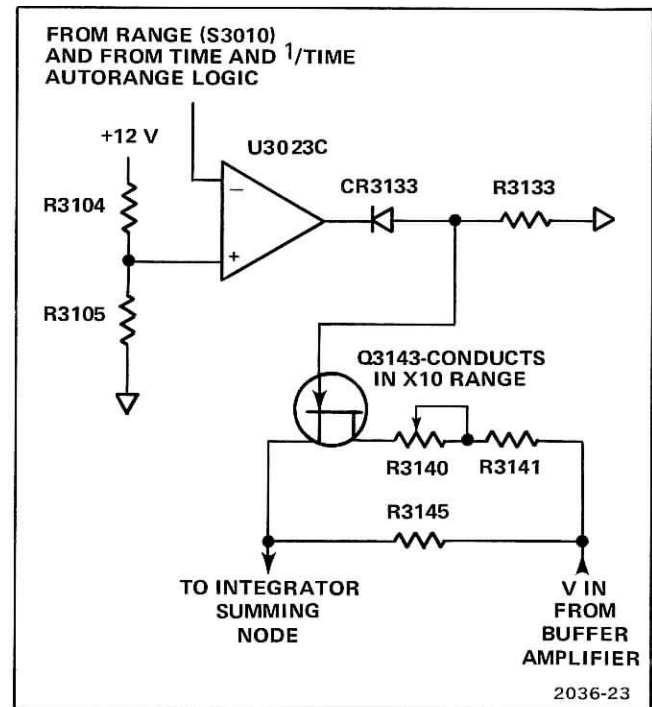 FROM RANGE (S3010)
AND FROM TIME AND 1/TIME
AUTORANGE LOGIC
+12 V
U3023C
CR3133
R3133
R3104
−
+
R3105
Q3143-CONDUCTS
IN X10 RANGE
R3140
R3141
R3145
TO INTEGRATOR
SUMMING
NODE
V IN
FROM
BUFFER
AMPLIFIER
2036-23